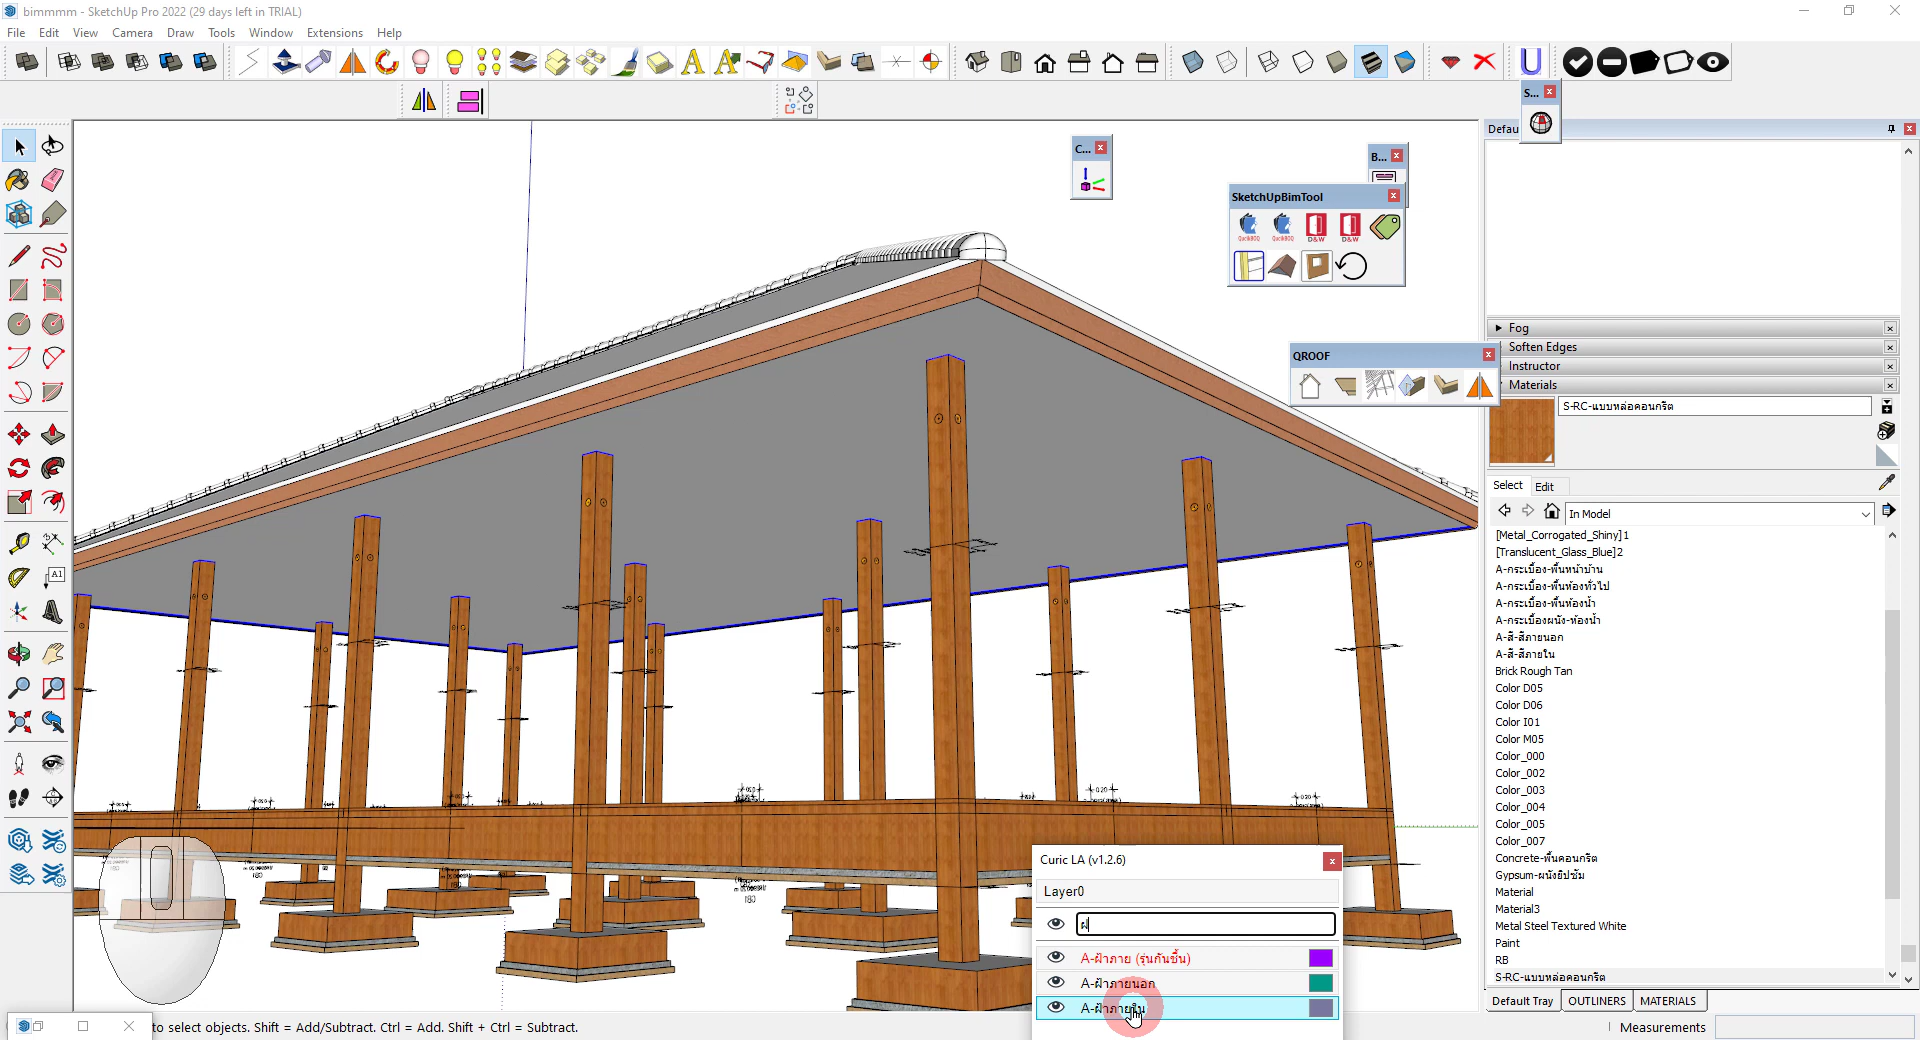 bimmmm - SketchUp Pro 2022 (29 days left in TRIAL)
File Edit View Camera Draw Tools Window Extensions Help
S...
Defau
C...
B...
SketchUpBimTool
QuickBOQ QuickBOQ D&W D&W
Fog
QROOF
Soften Edges
Instructor
Materials
S-RC-แบบหล่อคอนกรีต
Select Edit
In Model
[Metal_Corrogated_Shiny]1
[Translucent_Glass_Blue]2
A-กระเบื้อง-พื้นหน้าบ้าน
A-กระเบื้อง-พื้นห้องทั่วไป
A-กระเบื้อง-พื้นห้องน้ำ
A-กระเบื้องผนัง-ห้องน้ำ
A-สี-สีภายนอก
A-สี-สีภายใน
Brick Rough Tan
Color D05
Color D06
Color I01
Color M05
Color_000
Color_002
Color_003
Color_004
Color_005
Color_007
Concrete-พื้นคอนกรีต
Gypsum-ผนังยิปซั่ม
Material
Material3
Metal Steel Textured White
Paint
RB
S-RC-แบบหล่อคอนกรีต
Default Tray OUTLINERS MATERIALS
Curic LA (v1.2.6)
Layer0
ฝ
A-ฝ้าภาย (รุ่นกันชื้น)
A-ฝ้าภายนอก
A-ฝ้าภายใน
to select objects. Shift = Add/Subtract. Ctrl = Add. Shift + Ctrl = Subtract.
Measurements